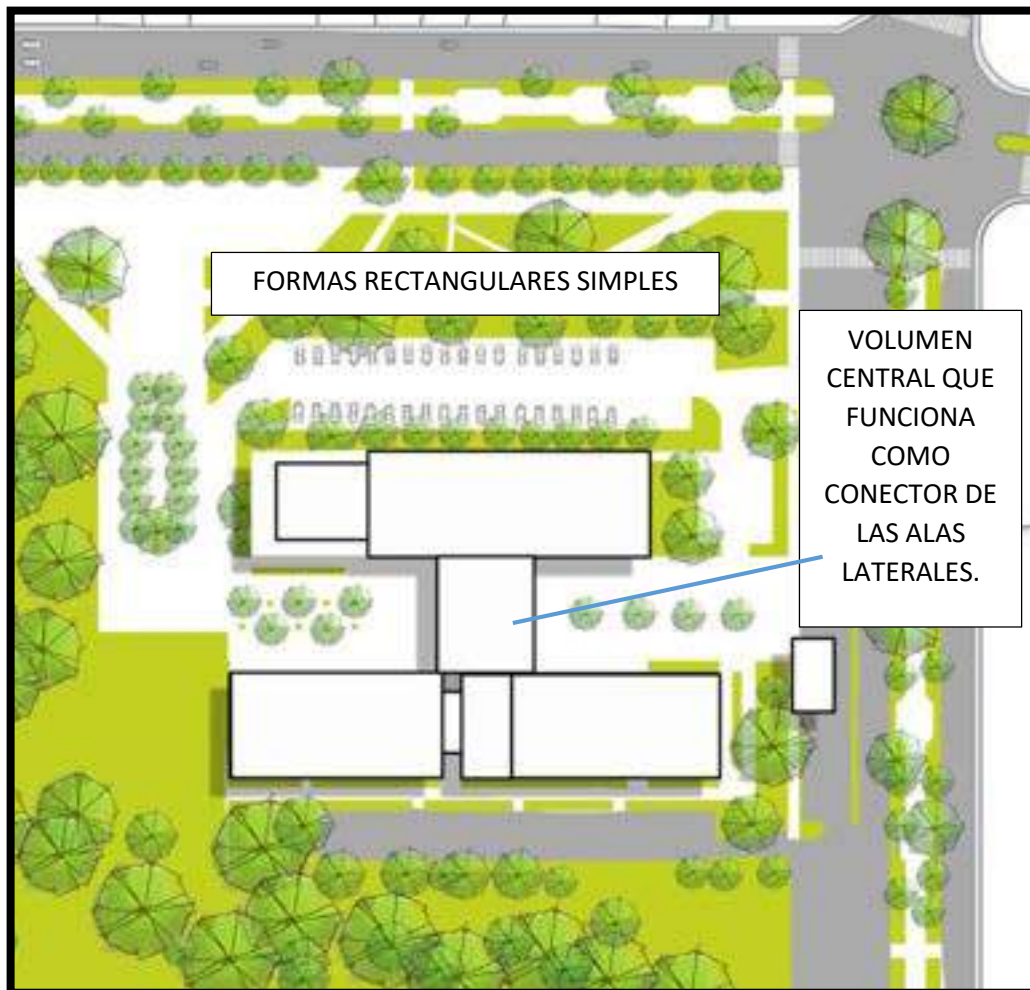 FORMAS RECTANGULARES SIMPLES
VOLUMEN
CENTRAL QUE
FUNCIONA
COMO
CONECTOR DE
LAS ALAS
LATERALES.